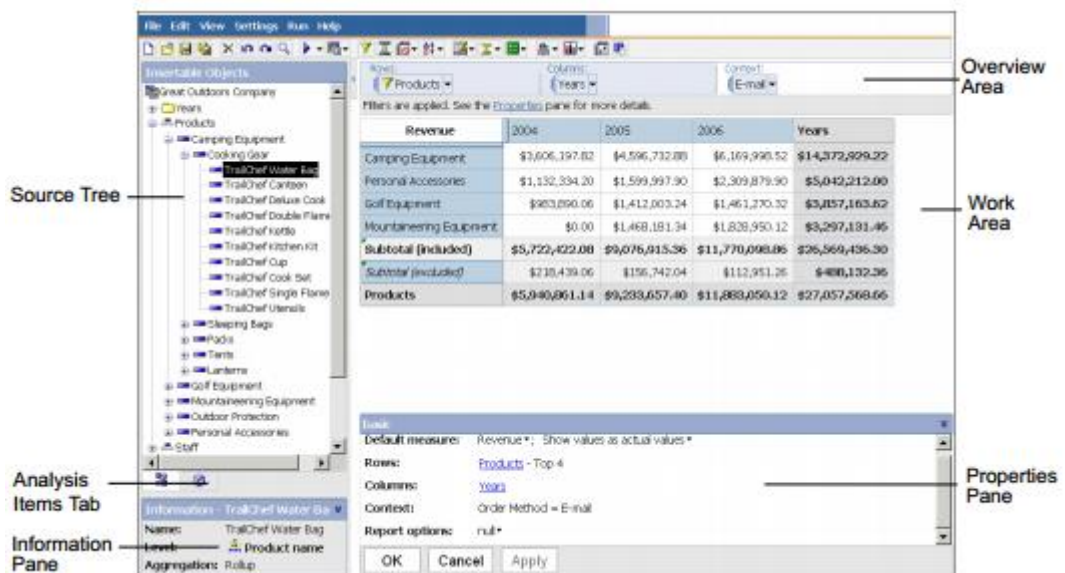 File Edit View Settings Run Help
Insertable Objects
Great Outdoors Company
Years
Products
Camping Equipment
Cooking Gear
TrailChef Water Bag
TrailChef Canteen
TrailChef Deluxe Cook
TrailChef Double Flame
TrailChef Kettle
TrailChef Kitchen Kit
TrailChef Cup
TrailChef Cook Set
TrailChef Single Flame
TrailChef Utensils
Sleeping Bags
Packs
Tents
Lanterns
Golf Equipment
Mountaineering Equipment
Outdoor Protection
Personal Accessories
Staff
Source Tree
Analysis
Items Tab
Information - TrailChef Water Ba
Name: TrailChef Water Bag
Level: Product name
Aggregation: Rollup
Information
Pane
Rows: Columns: Context:
Products Years E-mail
Filters are applied. See the Properties pane for more details.
Revenue 2004 2005 2006 Years
Camping Equipment $3,606,197.82 $4,596,732.88 $6,169,998.52 $14,372,929.22
Personal Accessories $1,132,334.20 $1,599,997.90 $2,309,879.90 $5,042,212.00
Golf Equipment $983,890.06 $1,412,003.24 $1,461,270.32 $3,857,163.62
Mountaineering Equipment $0.00 $1,468,181.34 $1,828,950.12 $3,297,131.46
Subtotal (included) $5,722,422.08 $9,076,915.36 $11,770,098.86 $26,569,436.30
Subtotal (excluded) $218,439.06 $156,742.04 $112,951.26 $488,132.36
Products $5,940,861.14 $9,233,657.40 $11,883,050.12 $27,057,568.66
Overview
Area
Work
Area
Default measure: Revenue ; Show values as actual values
Rows: Products - Top 4
Columns: Years
Context: Order Method = E-mail
Report options: null
OK Cancel Apply
Properties
Pane